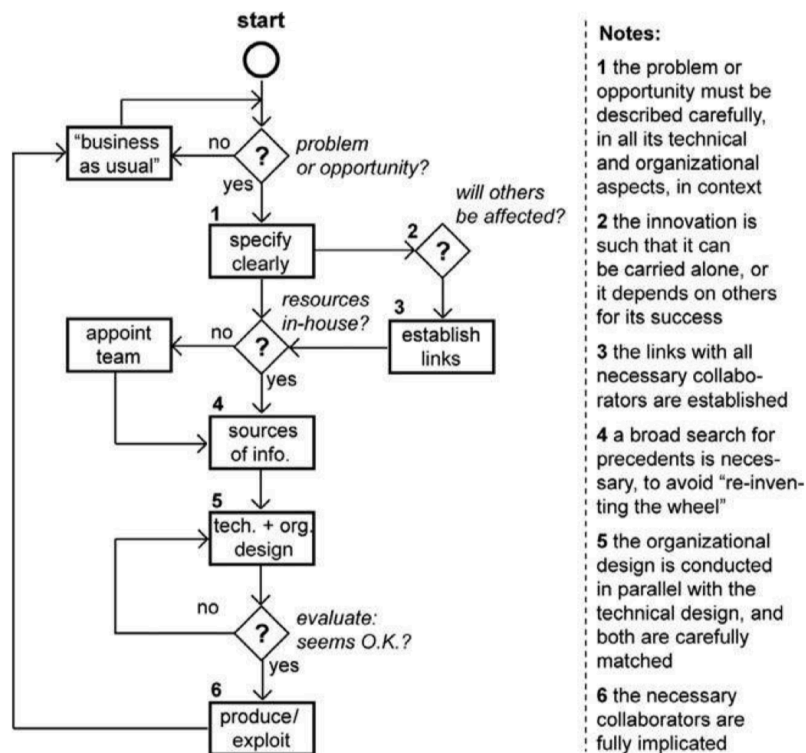 start
"business
as usual"
no
?
problem
or opportunity?
yes
will others
be affected?
1
specify
clearly
2
?
resources
in-house?
3
establish
links
appoint
team
no
?
yes
4
sources
of info.
5
tech. + org.
design
no
?
evaluate:
seems O.K.?
yes
6
produce/
exploit
Notes:
1 the problem or
opportunity must be
described carefully,
in all its technical
and organizational
aspects, in context
2 the innovation is
such that it can
be carried alone, or
it depends on others
for its success
3 the links with all
necessary collabo-
rators are established
4 a broad search for
precedents is neces-
sary, to avoid "re-inven-
ting the wheel"
5 the organizational
design is conducted
in parallel with the
technical design, and
both are carefully
matched
6 the necessary
collaborators are
fully implicated